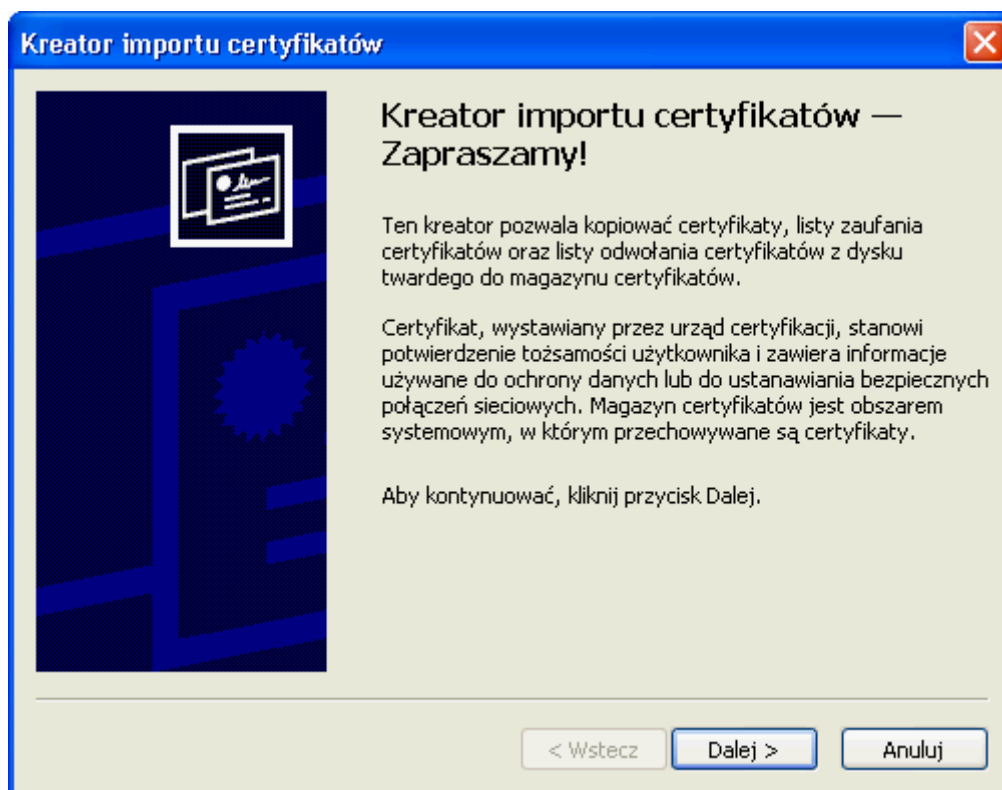 Kreator importu certyfikatów
Kreator importu certyfikatów —
Zapraszamy!
Ten kreator pozwala kopiować certyfikaty, listy zaufania
certyfikatów oraz listy odwołania certyfikatów z dysku
twardego do magazynu certyfikatów.
Certyfikat, wystawiany przez urząd certyfikacji, stanowi
potwierdzenie tożsamości użytkownika i zawiera informacje
używane do ochrony danych lub do ustanawiania bezpiecznych
połączeń sieciowych. Magazyn certyfikatów jest obszarem
systemowym, w którym przechowywane są certyfikaty.
Aby kontynuować, kliknij przycisk Dalej.
< Wstecz Dalej > Anuluj